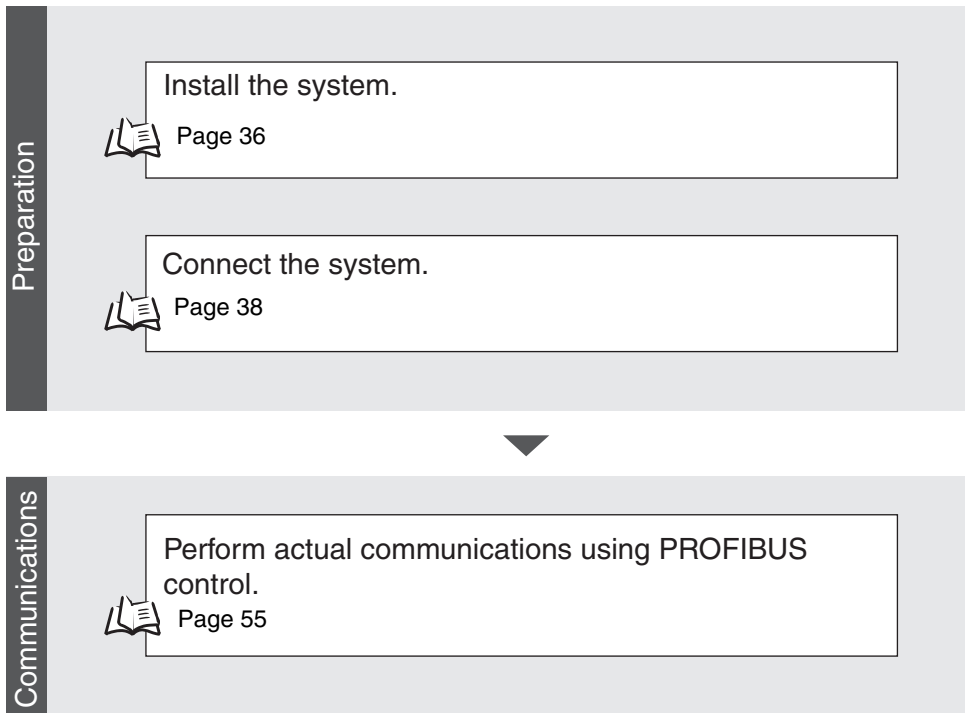 Preparation
Install the system.
Page 36
Connect the system.
Page 38
Communications
Perform actual communications using PROFIBUS
control.
Page 55